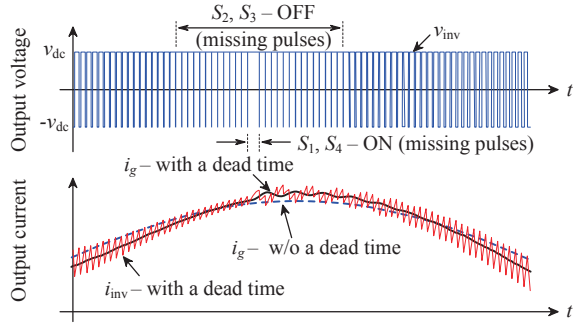 S2, S3 – OFF
(missing pulses)
vinv
vdc
Output voltage
t
-vdc
S1, S4 – ON (missing pulses)
ig – with a dead time
Output current
ig – w/o a dead time
iinv – with a dead time
t